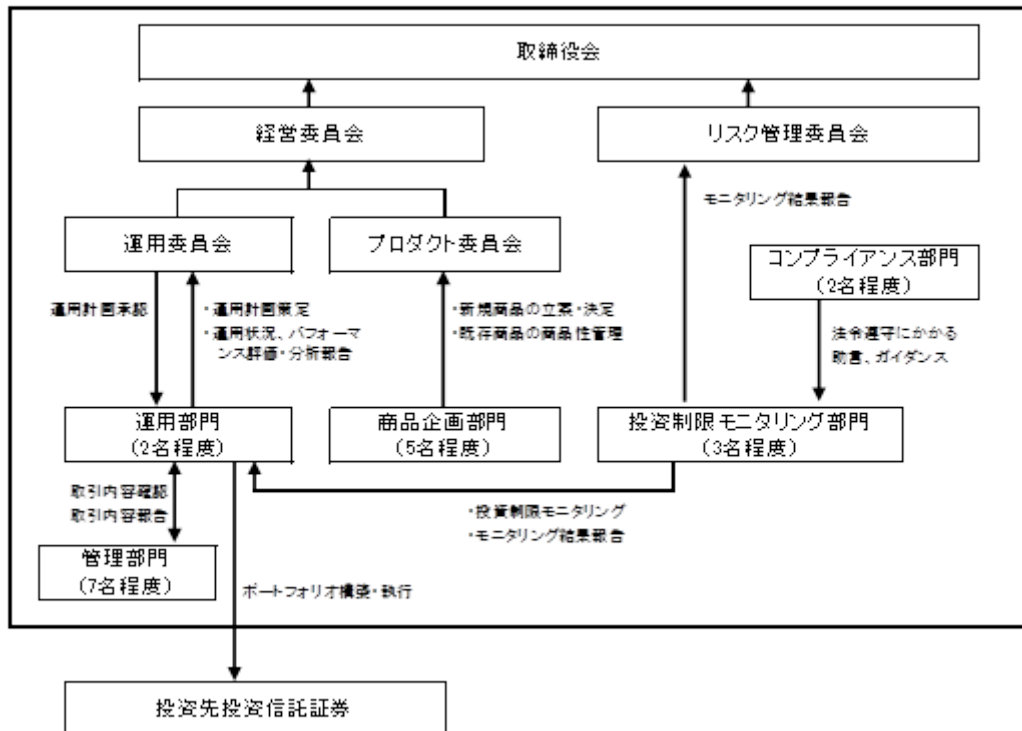 取締役会
経営委員会
リスク管理委員会
モニタリング結果報告
運用委員会
プロダクト委員会
コンプライアンス部門
(2名程度)
運用計画承認
・運用計画策定
・運用状況、パフォーマ
ンス評価・分析報告
・新規商品の立案・決定
・既存商品の商品性管理
法令遵守にかかる
助言、ガイダンス
運用部門
(2名程度)
商品企画部門
(5名程度)
投資制限モニタリング部門
(3名程度)
取引内容確認
取引内容報告
・投資制限モニタリング
・モニタリング結果報告
管理部門
(7名程度)
ポートフォリオ構築・執行
投資先投資信託証券